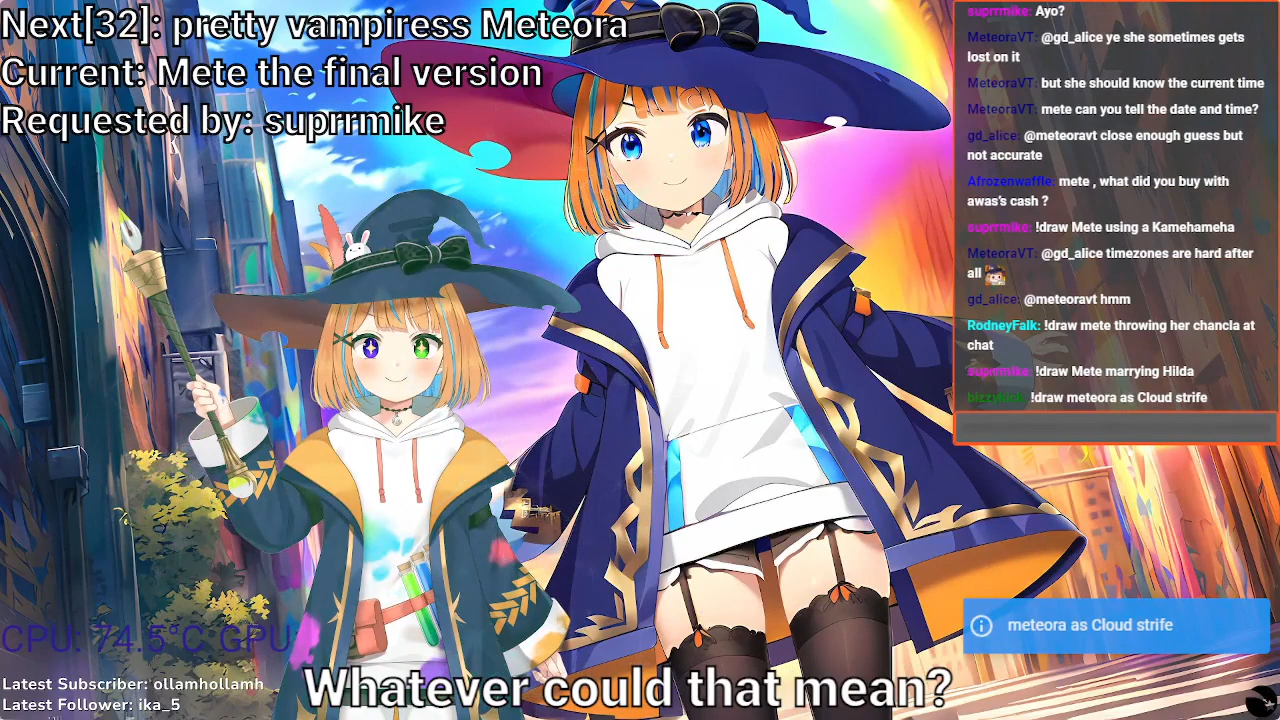 Next[32]: pretty vampiress Meteora
Current: Mete the final version
Requested by: suprrmike
suprrmike: Ayo?
MeteoraVT: @gd_alice ye she sometimes gets
lost on it
MeteoraVT: but she should know the current time
MeteoraVT: mete can you tell the date and time?
gd_alice: @meteoravt close enough guess but
not accurate
Afrozenwaffle: mete , what did you buy with
awas's cash ?
suprrmike: !draw Mete using a Kamehameha
MeteoraVT: @gd_alice timezones are hard after
all
gd_alice: @meteoravt hmm
RodneyFalk: !draw mete throwing her chancla at
chat
suprrmike: !draw Mete marrying Hilda
!draw meteora as Cloud strife
meteora as Cloud strife
CPU: 74.5°C GPU
Latest Subscriber: ollamhollamh
Latest Follower: ika_5
Whatever could that mean?